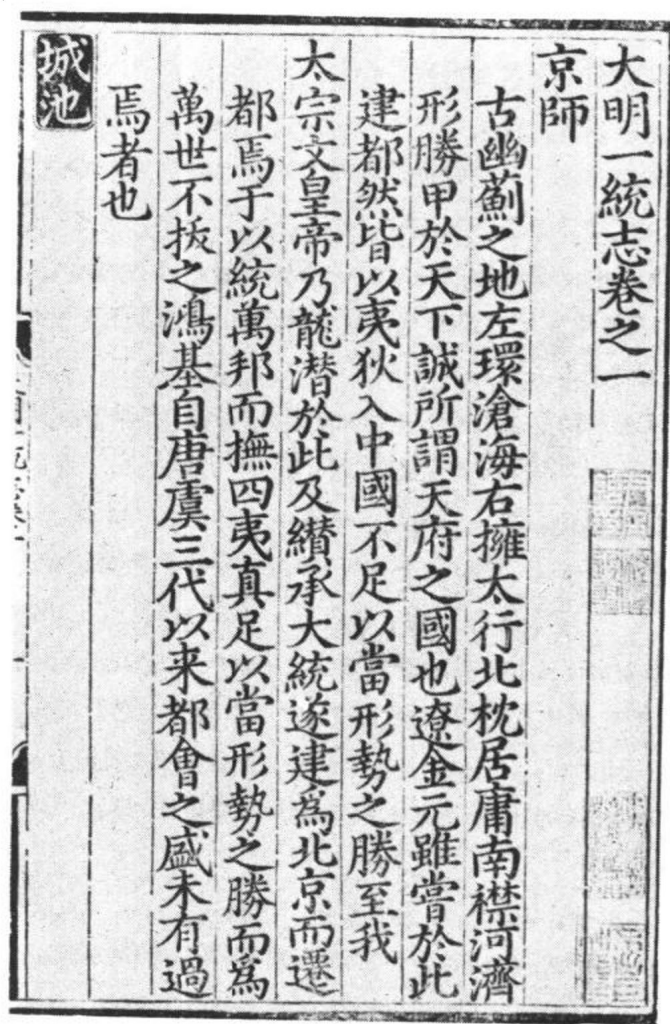 大明一統志卷之一
京師
古幽薊之地左環滄海右擁太行北枕居庸南襟河濟
形勝甲於天下誠所謂天府之國也遼金元雖嘗於此
建都然皆以夷狄入中國不足以當形勢之勝至我
太宗文皇帝乃龍潛於此及纘承大統遂建為北京而遷
都焉于以統萬邦而撫四夷真足以當形勢之勝而為
萬世不拔之鴻基自唐虞三代以来都會之盛未有過
焉者也
城池